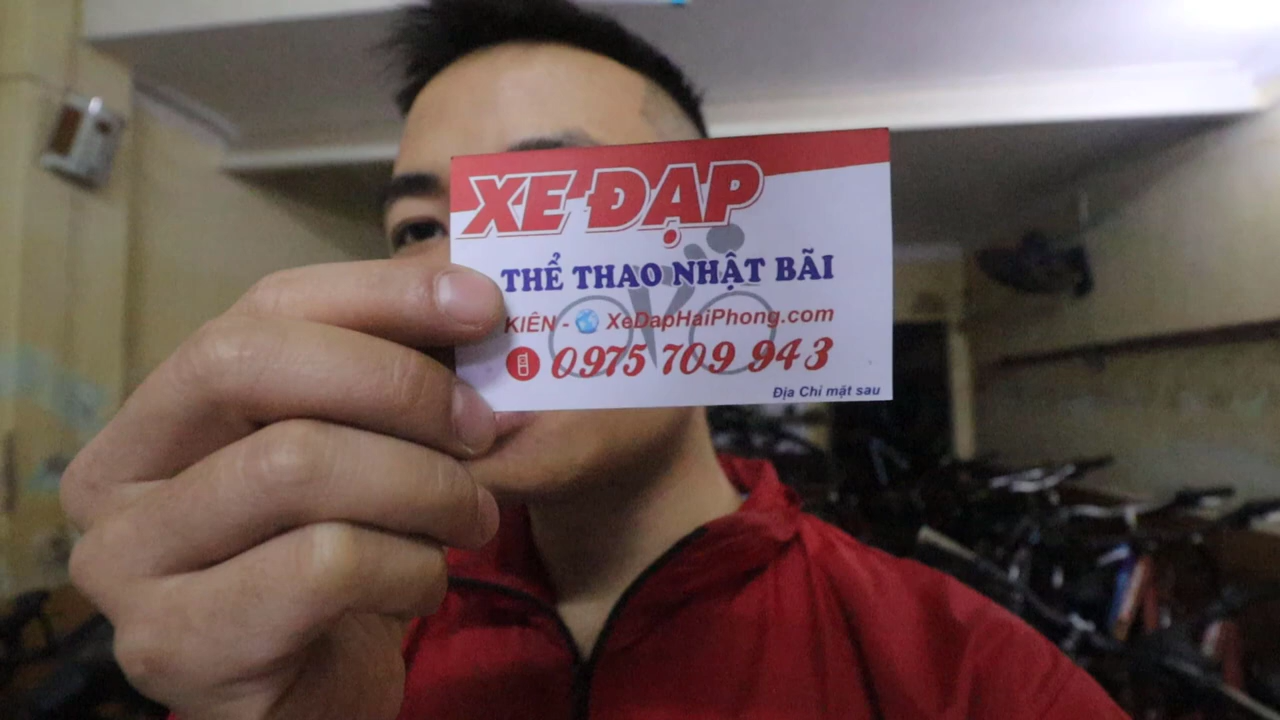 XE ĐẠP
THỂ THAO NHẬT BÃI
KIÊN - XeDapHaiPhong.com
0975 709 943
Địa Chỉ mặt sau